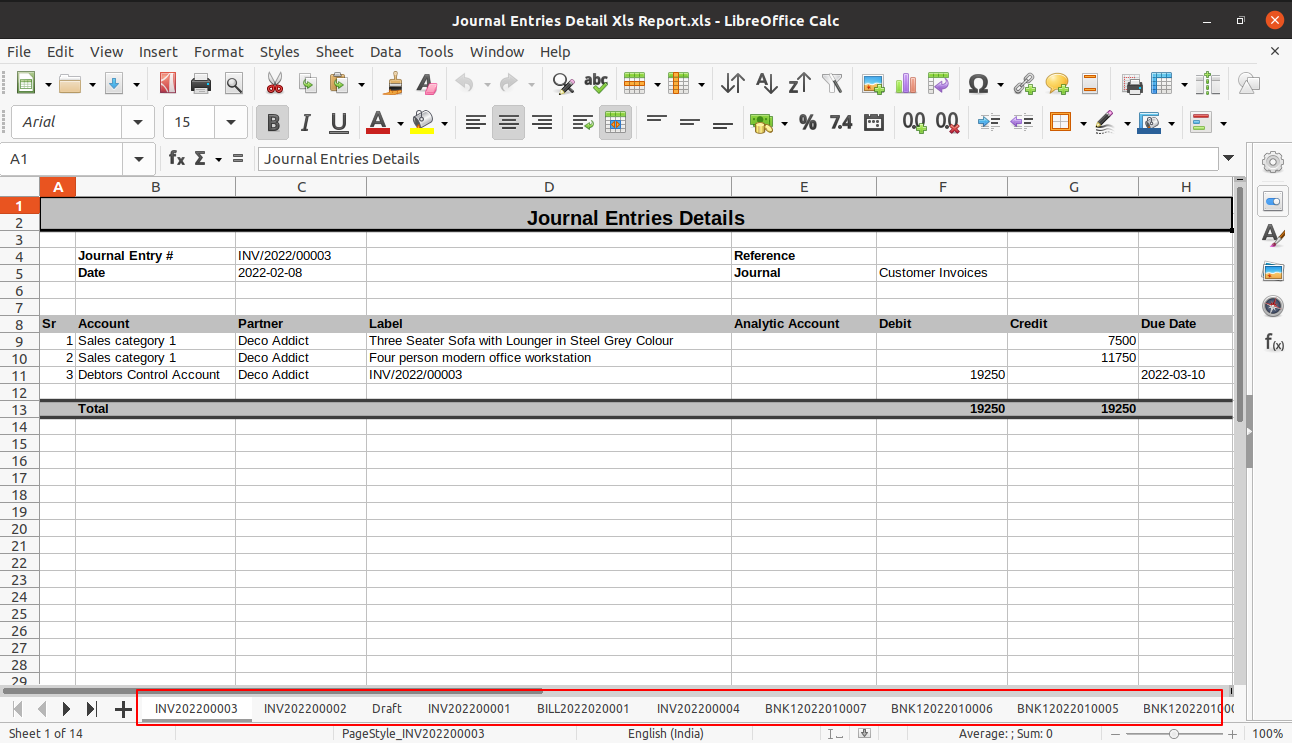 Journal Entries Detail Xls Report.xls - LibreOffice Calc
File Edit View Insert Format Styles Sheet Data Tools Window Help
Arial 15 B I U A % 7.4 0.0 0.0
A1 fx Σ = Journal Entries Details
A B C D E F G H
1 Journal Entries Details
2
3
4 Journal Entry # INV/2022/00003 Reference
5 Date 2022-02-08 Journal Customer Invoices
6
7
8 Sr Account Partner Label Analytic Account Debit Credit Due Date
9 1 Sales category 1 Deco Addict Three Seater Sofa with Lounger in Steel Grey Colour 7500
10 2 Sales category 1 Deco Addict Four person modern office workstation 11750
11 3 Debtors Control Account Deco Addict INV/2022/00003 19250 2022-03-10
12
13 Total 19250 19250
14
15
16
17
18
19
20
21
22
23
24
25
26
27
28
29
INV202200003 INV202200002 Draft INV202200001 BILL2022020001 INV202200004 BNK12022010007 BNK12022010006 BNK12022010005
Sheet 1 of 14 PageStyle_INV202200003 English (India) Average: ; Sum: 0 100%